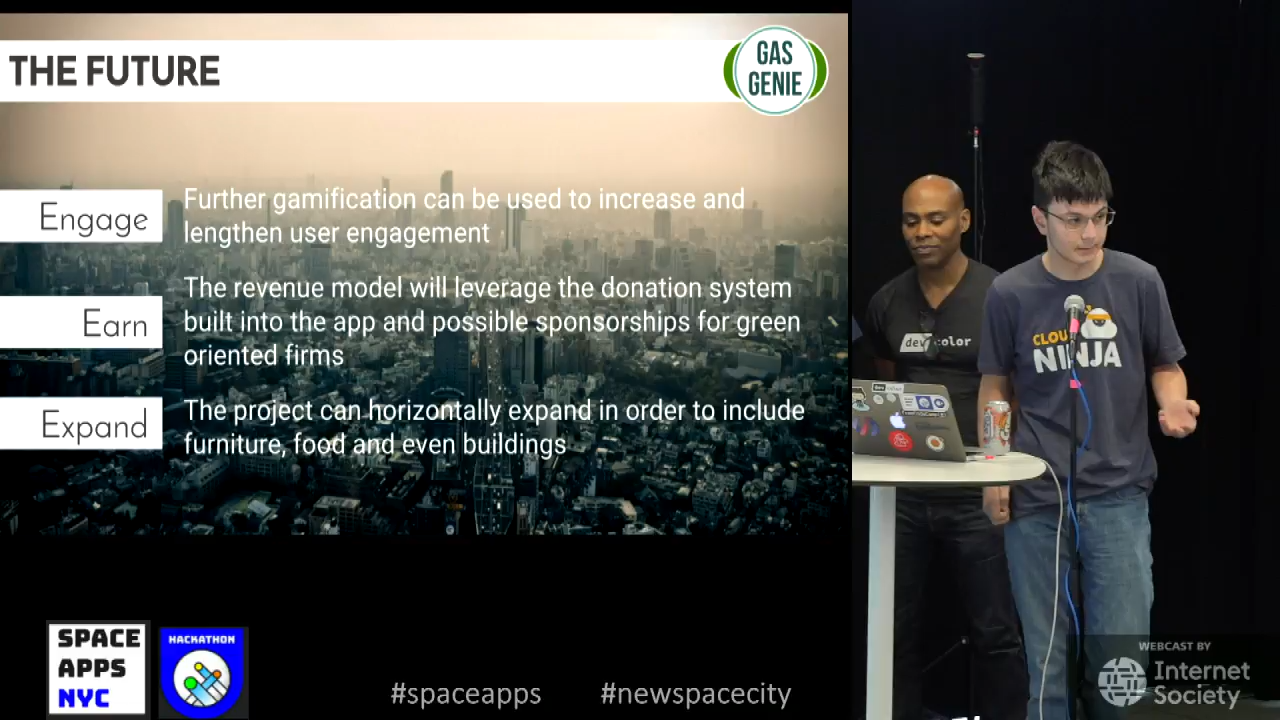 THE FUTURE
GAS
GENIE
Engage
Further gamification can be used to increase and
lengthen user engagement
Earn
The revenue model will leverage the donation system
built into the app and possible sponsorships for green
oriented firms
Expand
The project can horizontally expand in order to include
furniture, food and even buildings
dev color
CLOU
NINJA
SPACE
APPS
NYC
HACKATHON
#spaceapps
#newspacecity
WEBCAST BY
Internet
Society